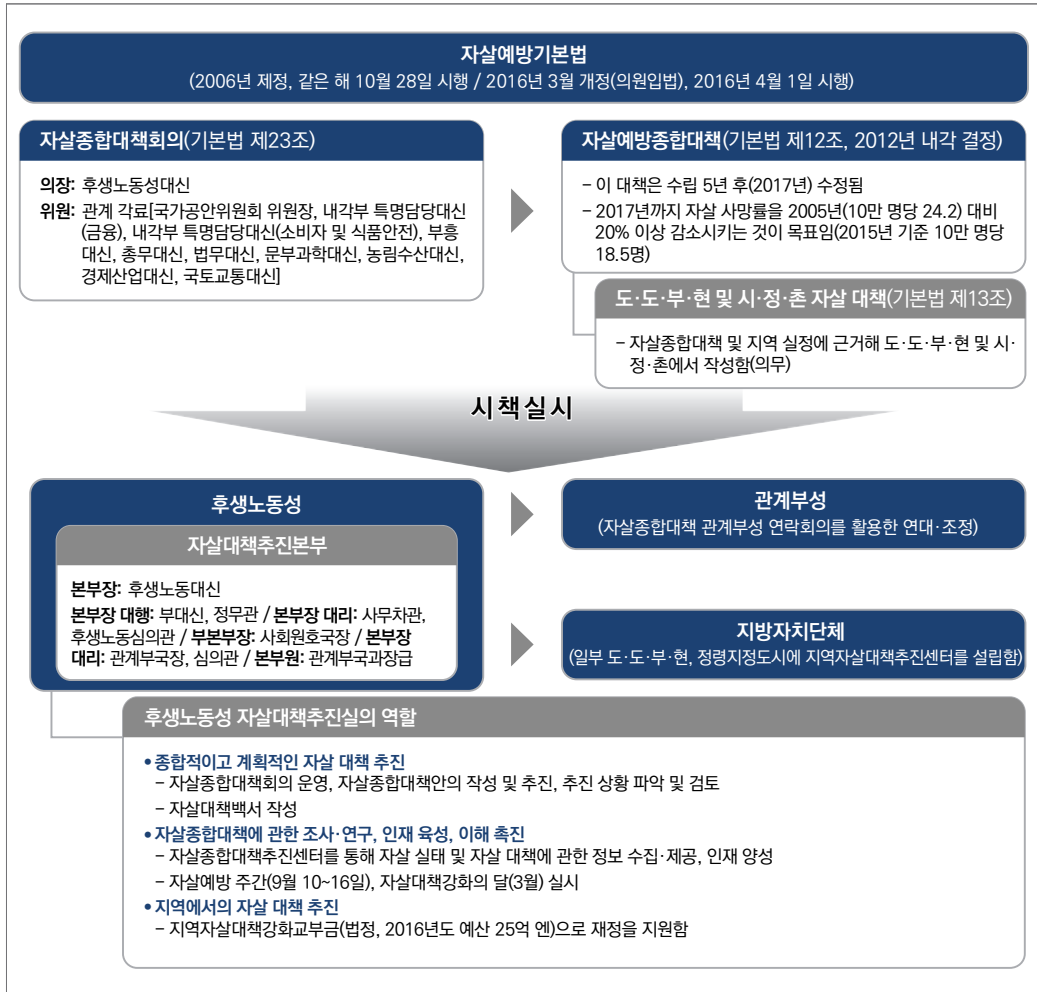 자살예방기본법
(2006년 제정, 같은 해 10월 28일 시행 / 2016년 3월 개정(의원입법), 2016년 4월 1일 시행)
자살종합대책회의(기본법 제23조)
의장: 후생노동성대신
위원: 관계 각료[국가공안위원회 위원장, 내각부 특명담당대신
(금융), 내각부 특명담당대신(소비자 및 식품안전), 부흥
대신, 총무대신, 법무대신, 문부과학대신, 농림수산대신,
경제산업대신, 국토교통대신]
자살예방종합대책(기본법 제12조, 2012년 내각 결정)
– 이 대책은 수립 5년 후(2017년) 수정됨
– 2017년까지 자살 사망률을 2005년(10만 명당 24.2) 대비
20% 이상 감소시키는 것이 목표임(2015년 기준 10만 명당
18.5명)
도·도·부·현 및 시·정·촌 자살 대책(기본법 제13조)
– 자살종합대책 및 지역 실정에 근거해 도·도·부·현 및 시·
정·촌에서 작성함(의무)
시책실시
후생노동성
자살대책추진본부
본부장: 후생노동대신
본부장 대행: 부대신, 정무관 / 본부장 대리: 사무차관,
후생노동심의관 / 부본부장: 사회원호국장 / 본부장
대리: 관계부국장, 심의관 / 본부원: 관계부국과장급
관계부성
(자살종합대책 관계부성 연락회의를 활용한 연대·조정)
지방자치단체
(일부 도·도·부·현, 정령지정도시에 지역자살대책추진센터를 설립함)
후생노동성 자살대책추진실의 역할
• 종합적이고 계획적인 자살 대책 추진
– 자살종합대책회의 운영, 자살종합대책안의 작성 및 추진, 추진 상황 파악 및 검토
– 자살대책백서 작성
• 자살종합대책에 관한 조사·연구, 인재 육성, 이해 촉진
– 자살종합대책추진센터를 통해 자살 실태 및 자살 대책에 관한 정보 수집·제공, 인재 양성
– 자살예방 주간(9월 10~16일), 자살대책강화의 달(3월) 실시
• 지역에서의 자살 대책 추진
– 지역자살대책강화교부금(법정, 2016년도 예산 25억 엔)으로 재정을 지원함